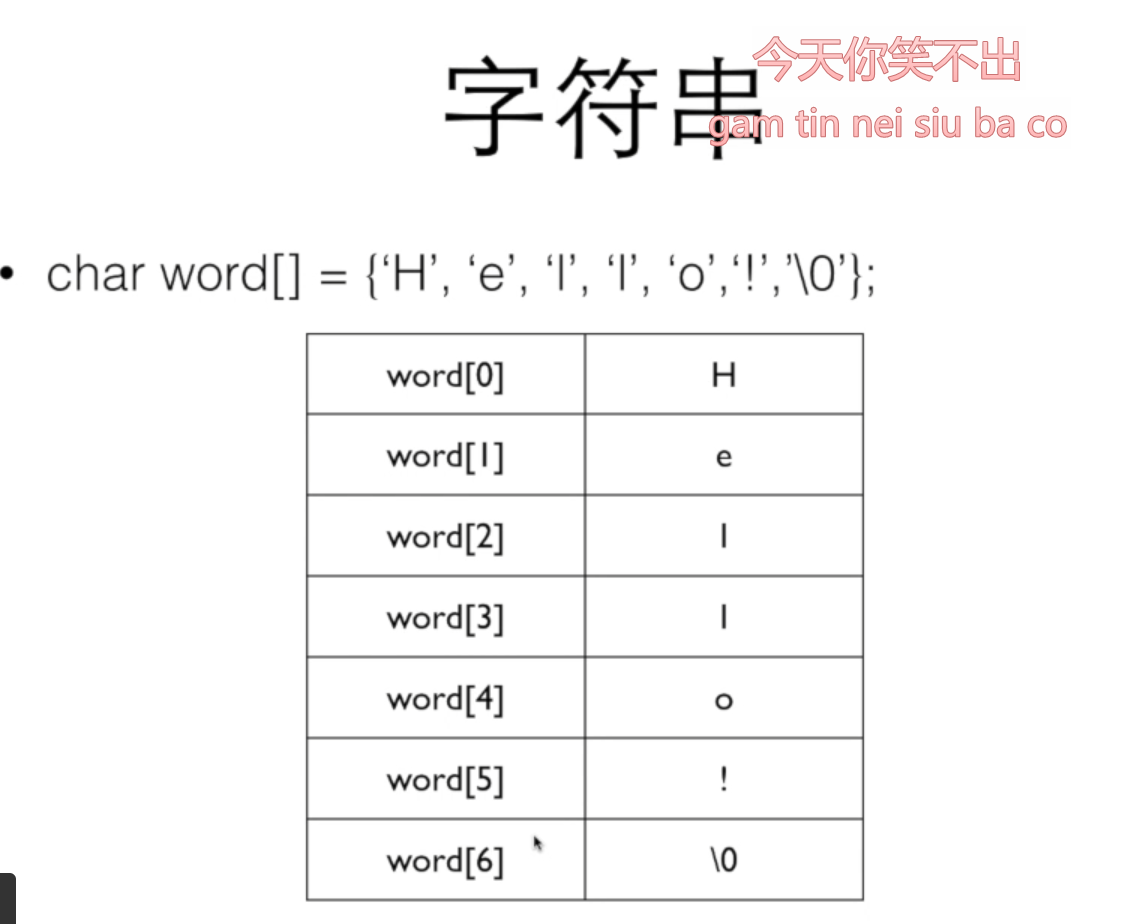 字符串
今天你笑不出
gam tin nei siu ba co
• char word[] = {‘H’, ‘e’, ‘l’, ‘l’, ‘o’,‘!’,’\0’};
word[0] H
word[1] e
word[2] l
word[3] l
word[4] o
word[5] !
word[6] \0